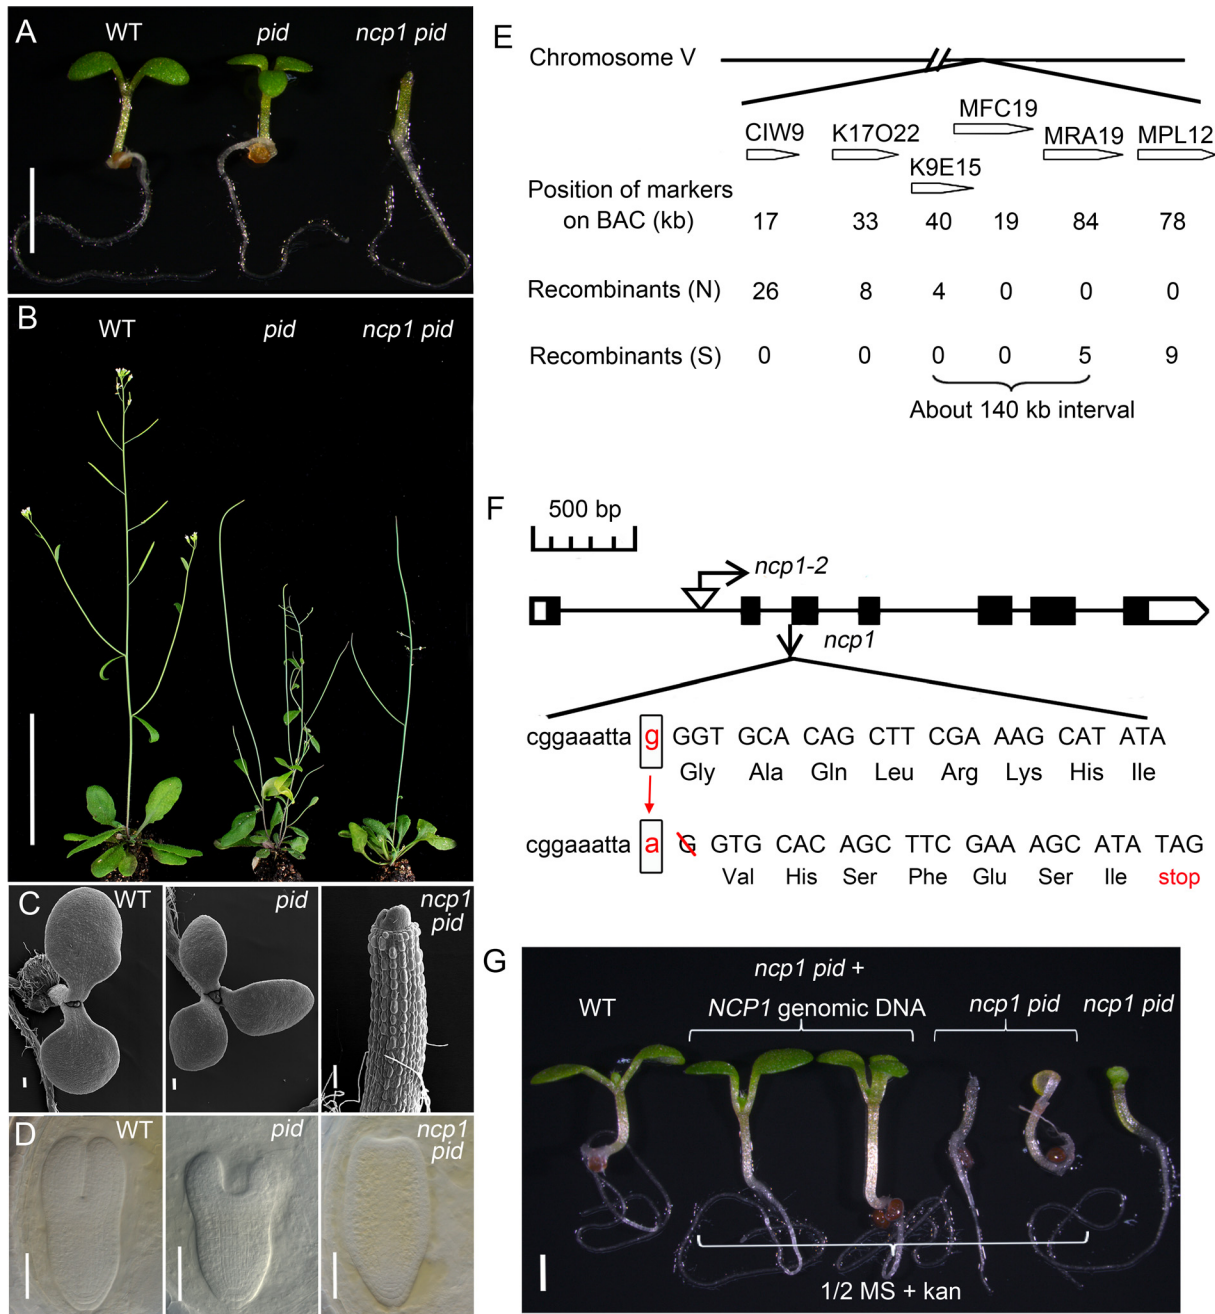 A
WT
pid
ncp1 pid
B
WT
pid
ncp1 pid
C
WT
pid
ncp1
pid
D
WT
pid
ncp1
pid
E
Chromosome V
MFC19
CIW9
K17O22
MRA19
MPL12
K9E15
Position of markers
on BAC (kb)
17
33
40
19
84
78
Recombinants (N)
26
8
4
0
0
0
Recombinants (S)
0
0
0
0
5
9
About 140 kb interval
F
500 bp
ncp1-2
ncp1
cggaaatta g GGT GCA CAG CTT CGA AAG CAT ATA
Gly Ala Gln Leu Arg Lys His Ile
cggaaatta a G GTG CAC AGC TTC GAA AGC ATA TAG
Val His Ser Phe Glu Ser Ile stop
G
ncp1 pid +
WT
NCP1 genomic DNA
ncp1 pid
ncp1 pid
1/2 MS + kan